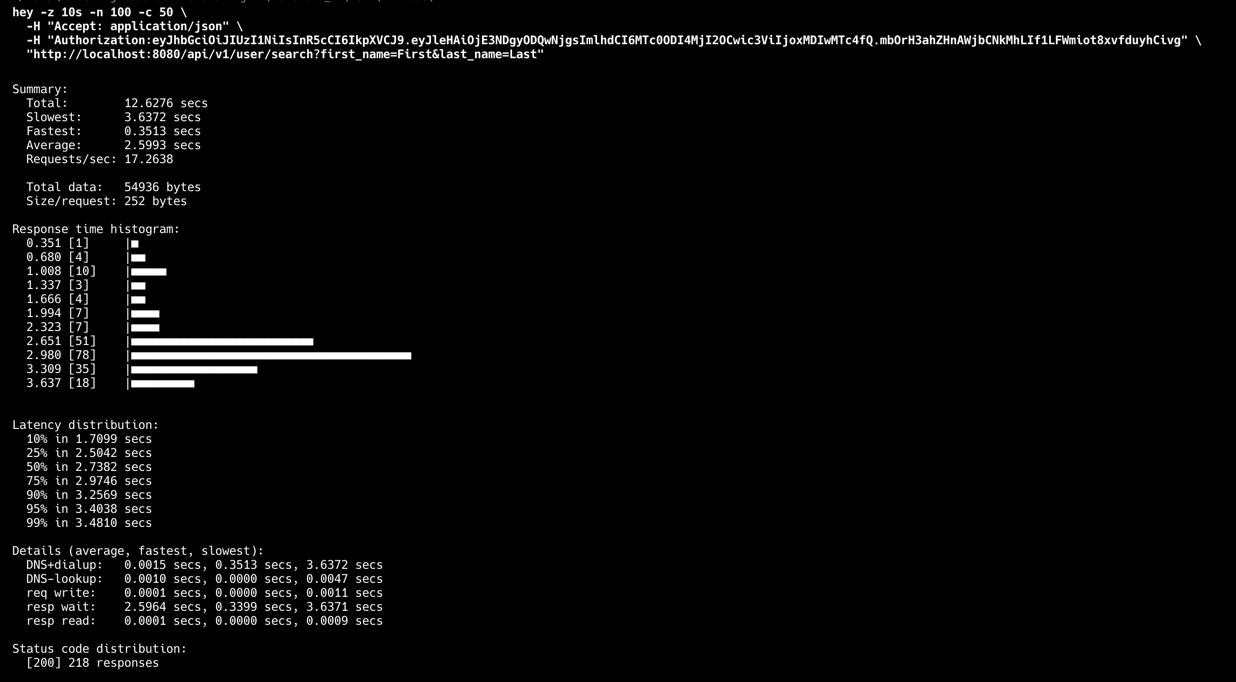 hey -z 10s -n 100 -c 50 \
-H "Accept: application/json" \
-H "Authorization:eyJhbGciOiJIUzI1NiIsInR5cCI6IkpXVCJ9.eyJleHAiOjE3NDgyODQwNjgsImlhdCI6MTc0ODI4MjI2OCwic3ViIjoxMDIwMTc4fQ.mbOrH3ahZHnAWjbCNkMhLIf1LFWmiot8xvfduyhCivg" \
"http://localhost:8080/api/v1/user/search?first_name=First&last_name=Last"
Summary:
Total: 12.6276 secs
Slowest: 3.6372 secs
Fastest: 0.3513 secs
Average: 2.5993 secs
Requests/sec: 17.2638
Total data: 54936 bytes
Size/request: 252 bytes
Response time histogram:
0.351 [1] |■
0.680 [4] |■■
1.008 [10] |■■■■■
1.337 [3] |■■
1.666 [4] |■■
1.994 [7] |■■■■
2.323 [7] |■■■■
2.651 [51] |■■■■■■■■■■■■■■■■■■■■■■■■■■
2.980 [78] |■■■■■■■■■■■■■■■■■■■■■■■■■■■■■■■■■■■■■■■■
3.309 [35] |■■■■■■■■■■■■■■■■■■
3.637 [18] |■■■■■■■■■
Latency distribution:
10% in 1.7099 secs
25% in 2.5042 secs
50% in 2.7382 secs
75% in 2.9746 secs
90% in 3.2569 secs
95% in 3.4038 secs
99% in 3.4810 secs
Details (average, fastest, slowest):
DNS+dialup: 0.0015 secs, 0.3513 secs, 3.6372 secs
DNS-lookup: 0.0010 secs, 0.0000 secs, 0.0047 secs
req write: 0.0001 secs, 0.0000 secs, 0.0011 secs
resp wait: 2.5964 secs, 0.3399 secs, 3.6371 secs
resp read: 0.0001 secs, 0.0000 secs, 0.0009 secs
Status code distribution:
[200] 218 responses